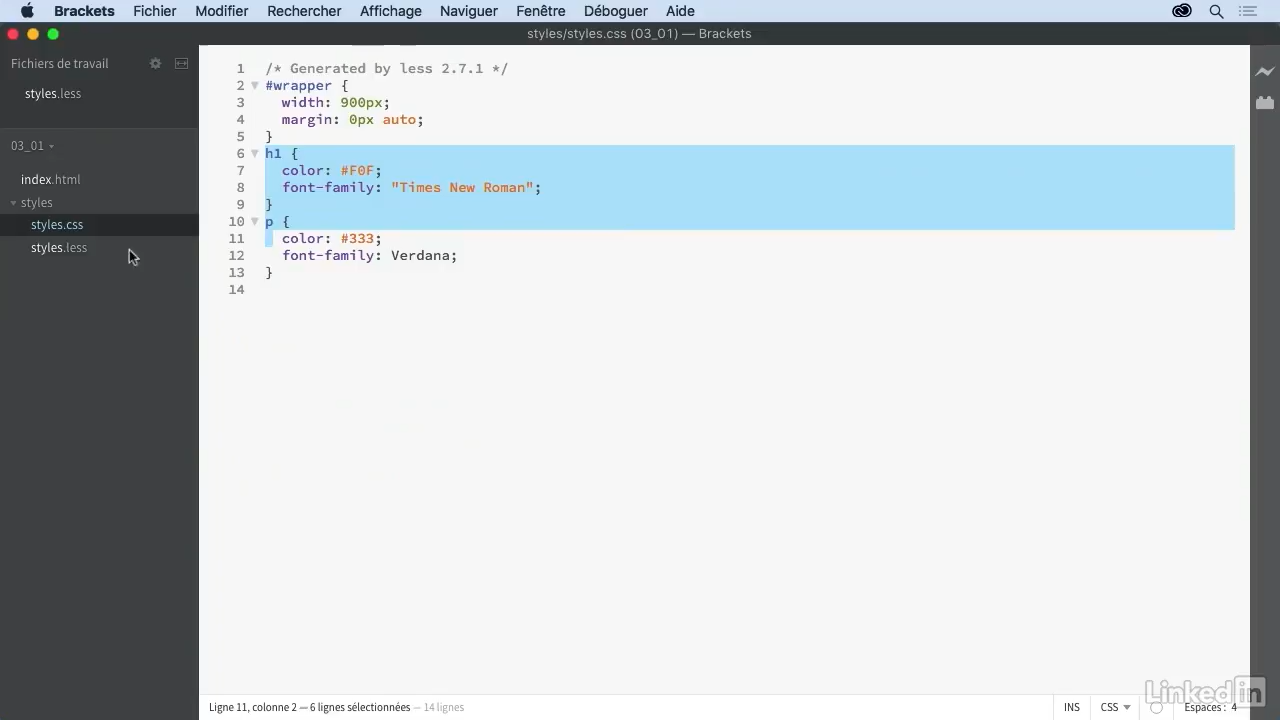 Brackets Fichier Modifier Rechercher Affichage Naviguer Fenêtre Déboguer Aide
styles/styles.css (03_01) — Brackets
Fichiers de travail
styles.less
03_01
index.html
styles
styles.css
styles.less
1 /* Generated by less 2.7.1 */
2 #wrapper {
3 width: 900px;
4 margin: 0px auto;
5 }
6 h1 {
7 color: #F0F;
8 font-family: "Times New Roman";
9 }
10 p {
11 color: #333;
12 font-family: Verdana;
13 }
14
Ligne 11, colonne 2 — 6 lignes sélectionnées — 14 lignes
INS CSS Espaces : 4
LinkedIn